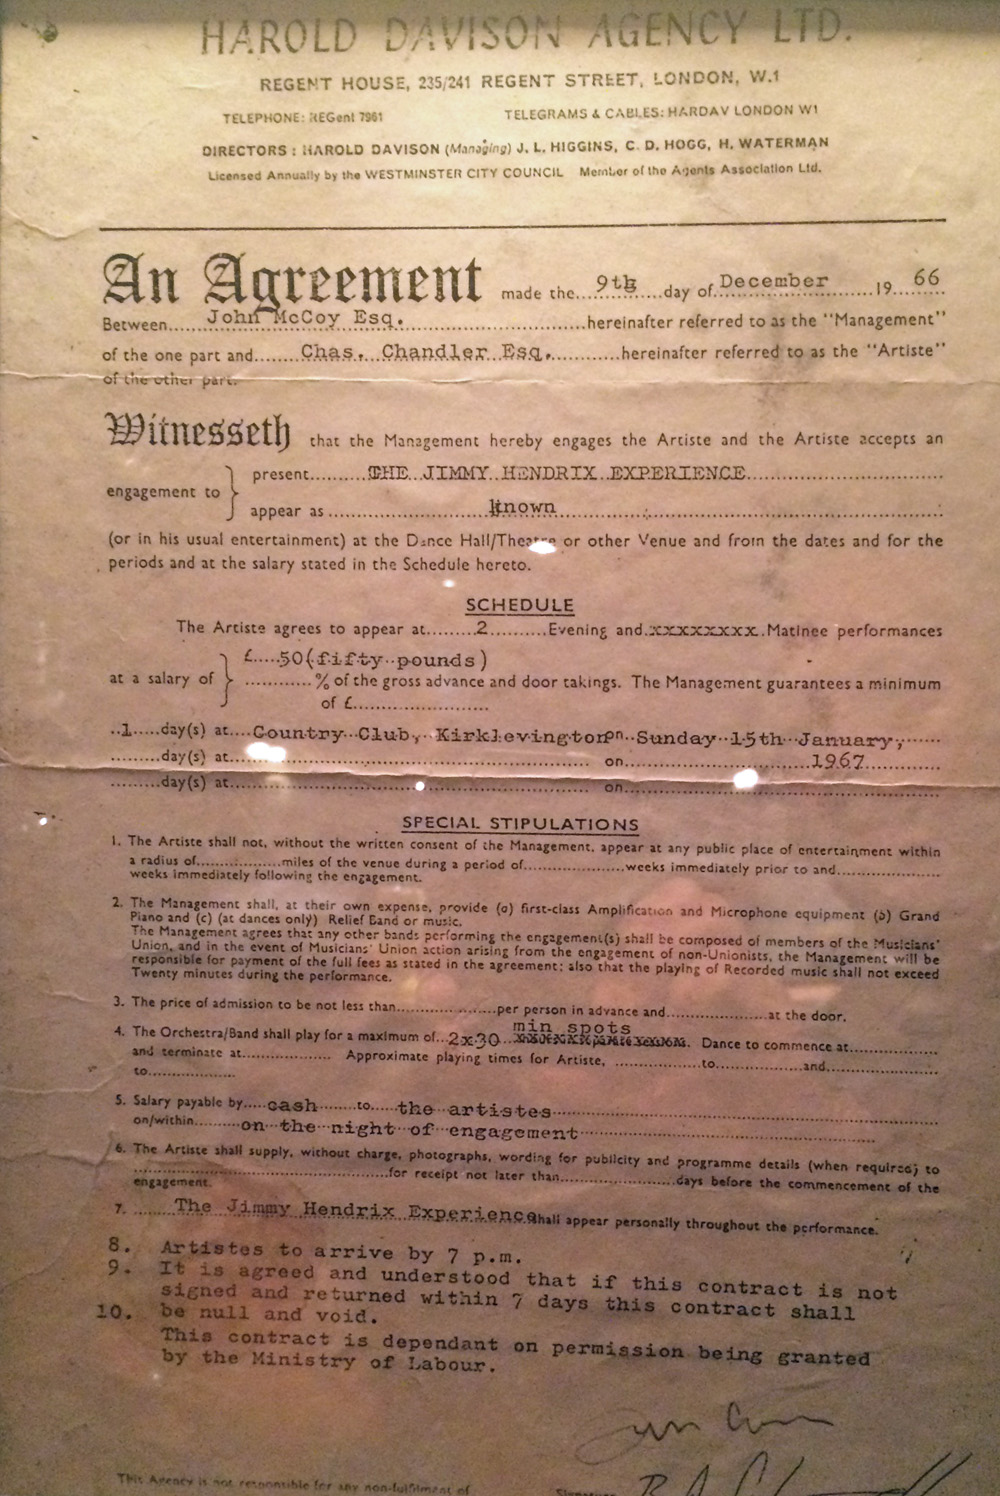 HAROLD DAVISON AGENCY LTD.
REGENT HOUSE, 235/241 REGENT STREET, LONDON, W.1
TELEPHONE: REGent 7961 TELEGRAMS & CABLES: HARDAV LONDON W1
DIRECTORS : HAROLD DAVISON (Managing) J. L. HIGGINS, C. D. HOGG, H. WATERMAN
Licensed Annually by the WESTMINSTER CITY COUNCIL Member of the Agents Association Ltd.
An Agreement made the...9th...day of December...19...66
Between......John McCoy Esq.......hereinafter referred to as the "Management"
of the one part and......Chas. Chandler Esq.......hereinafter referred to as the "Artiste"
of the other part.
Witnesseth that the Management hereby engages the Artiste and the Artiste accepts an
engagement to } present......THE JIMMY HENDRIX EXPERIENCE......
appear as......known......
(or in his usual entertainment) at the Dance Hall/Theatre or other Venue and from the dates and for the
periods and at the salary stated in the Schedule hereto.
SCHEDULE
The Artiste agrees to appear at......2......Evening and xxxxxxxx Matinee performances
at a salary of } £....50(fifty pounds)
......% of the gross advance and door takings. The Management guarantees a minimum
of £......
..1....day(s) at...Country Club, Kirklevington on Sunday 15th January,
......day(s) at......on......1967......
......day(s) at......on......
SPECIAL STIPULATIONS
1. The Artiste shall not, without the written consent of the Management, appear at any public place of entertainment within
a radius of......miles of the venue during a period of......weeks immediately prior to and......
weeks immediately following the engagement.
2. The Management shall, at their own expense, provide (a) first-class Amplification and Microphone equipment (b) Grand
Piano and (c) (at dances only) Relief Band or music.
The Management agrees that any other bands performing the engagement(s) shall be composed of members of the Musicians'
Union, and in the event of Musicians' Union action arising from the engagement of non-Unionists, the Management will be
responsible for payment of the full fees as stated in the agreement; also that the playing of Recorded music shall not exceed
Twenty minutes during the performance.
3. The price of admission to be not less than......per person in advance and......at the door.
min spots
4. The Orchestra/Band shall play for a maximum of...2x30... Dance to commence at......
and terminate at...... Approximate playing times for Artiste, ......to......and......
to......
5. Salary payable by....cash....to....the artistes......
on/within......on the night of engagement......
6. The Artiste shall supply, without charge, photographs, wording for publicity and programme details (when required) to
......for receipt not later than......days before the commencement of the
engagement.
7. ......The Jimmy Hendrix Experience shall appear personally throughout the performance.
8. Artistes to arrive by 7 p.m.
9. It is agreed and understood that if this contract is not
signed and returned within 7 days this contract shall
10. be null and void.
This contract is dependant on permission being granted
by the Ministry of Labour.
This Agency is not responsible for any non-fulfilment of
Signature